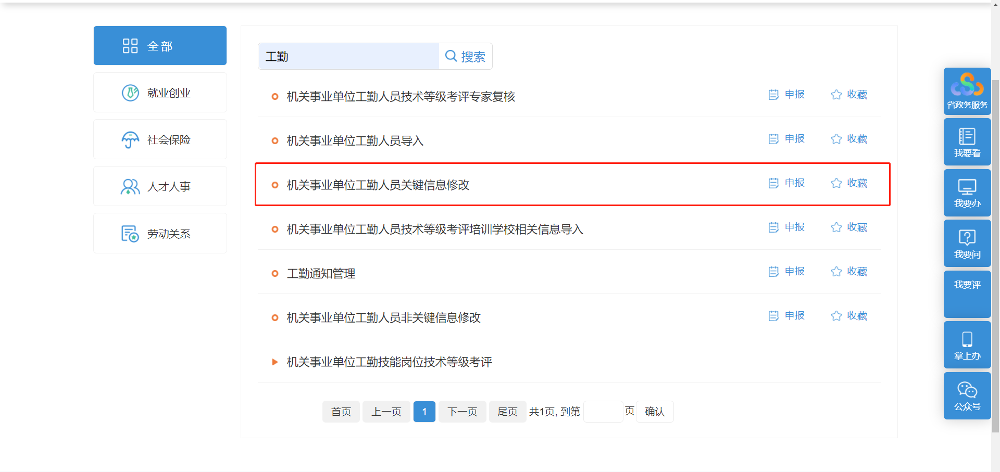 全部
就业创业
社会保险
人才人事
劳动关系
工勤
搜索
机关事业单位工勤人员技术等级考评专家复核 申报 收藏
机关事业单位工勤人员导入 申报 收藏
机关事业单位工勤人员关键信息修改 申报 收藏
机关事业单位工勤人员技术等级考评培训学校相关信息导入 申报 收藏
工勤通知管理 申报 收藏
机关事业单位工勤人员非关键信息修改 申报 收藏
机关事业单位工勤技能岗位技术等级考评
首页 上一页 1 下一页 尾页 共1页, 到第 页 确认
省政务服务
我要看
我要办
我要问
我要评
掌上办
公众号